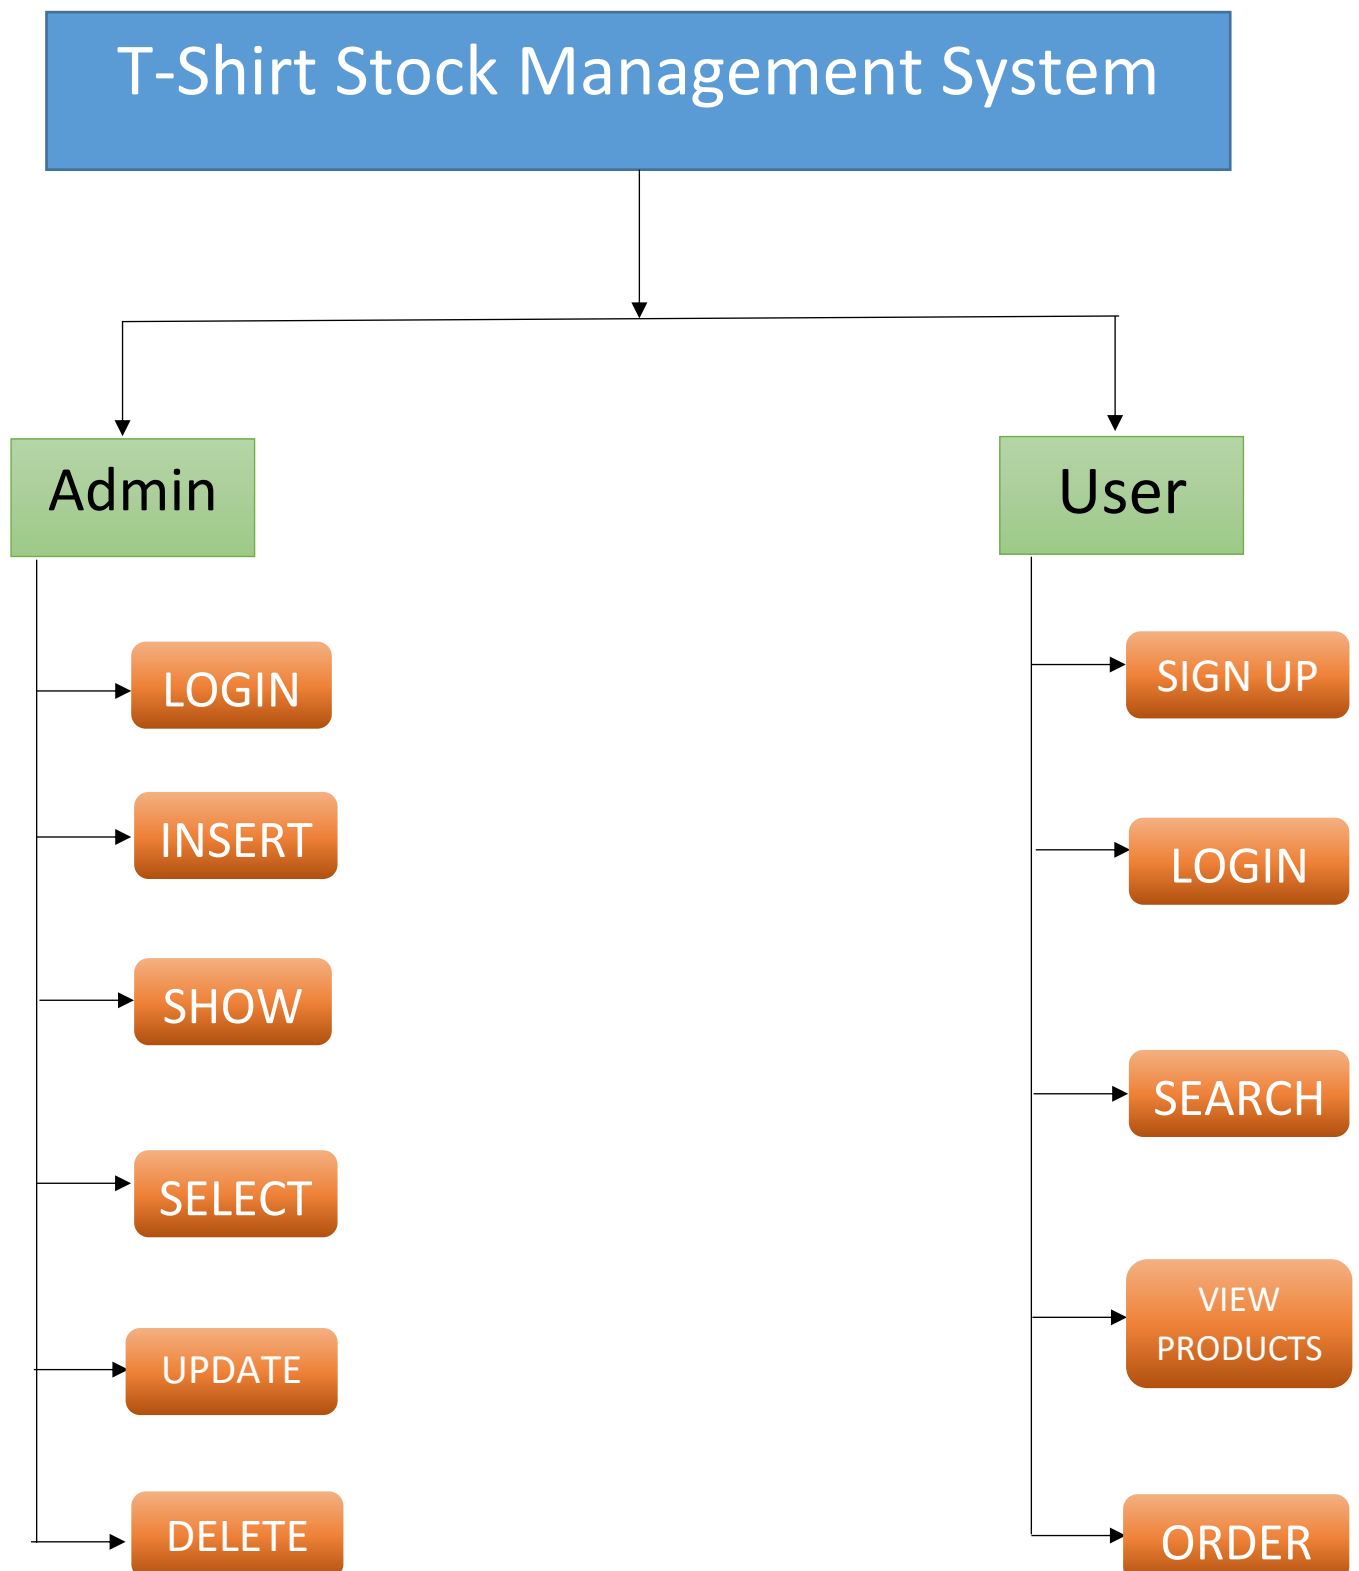 T-Shirt Stock Management System
Admin
User
LOGIN
INSERT
SHOW
SELECT
UPDATE
DELETE
SIGN UP
LOGIN
SEARCH
VIEW
PRODUCTS
ORDER